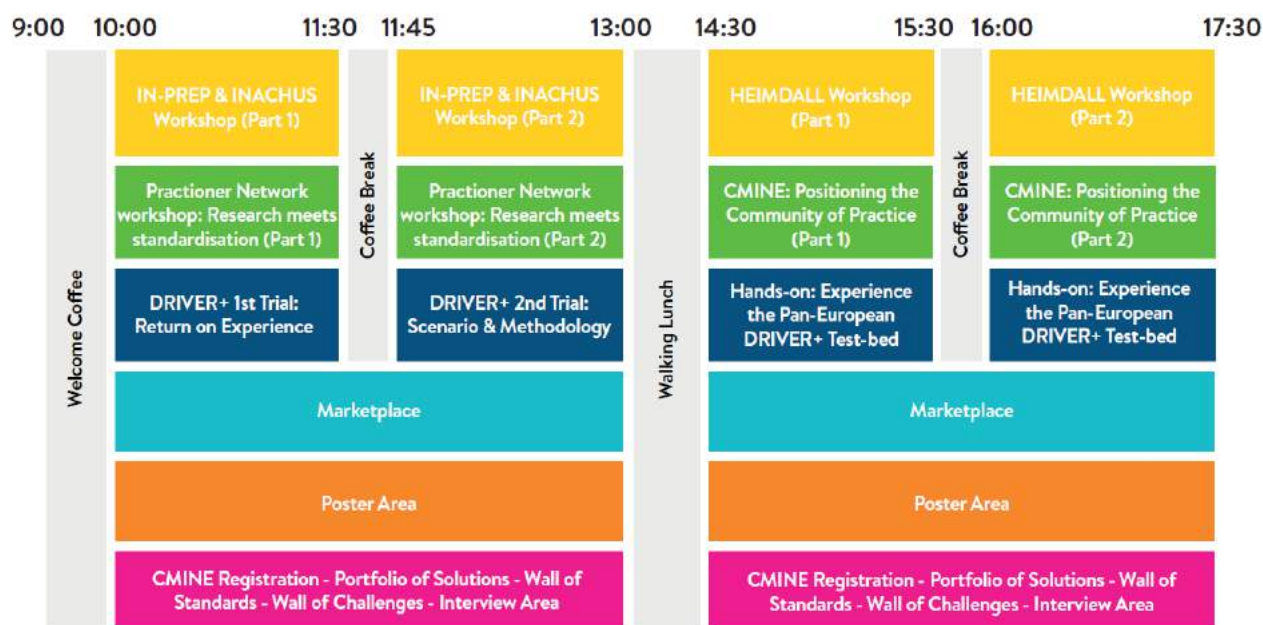 9:00 10:00 11:30 11:45 13:00 14:30 15:30 16:00 17:30
Welcome Coffee
IN-PREP & INACHUS
Workshop (Part 1)
Coffee Break
IN-PREP & INACHUS
Workshop (Part 2)
Walking Lunch
HEIMDALL Workshop
(Part 1)
Coffee Break
HEIMDALL Workshop
(Part 2)
Practioner Network
workshop: Research meets
standardisation (Part 1)
Practioner Network
workshop: Research meets
standardisation (Part 2)
CMINE: Positioning the
Community of Practice
(Part 1)
CMINE: Positioning the
Community of Practice
(Part 2)
DRIVER+ 1st Trial:
Return on Experience
DRIVER+ 2nd Trial:
Scenario & Methodology
Hands-on: Experience
the Pan-European
DRIVER+ Test-bed
Hands-on: Experience
the Pan-European
DRIVER+ Test-bed
Marketplace
Marketplace
Poster Area
Poster Area
CMINE Registration - Portfolio of Solutions - Wall of
Standards - Wall of Challenges - Interview Area
CMINE Registration - Portfolio of Solutions - Wall of
Standards - Wall of Challenges - Interview Area